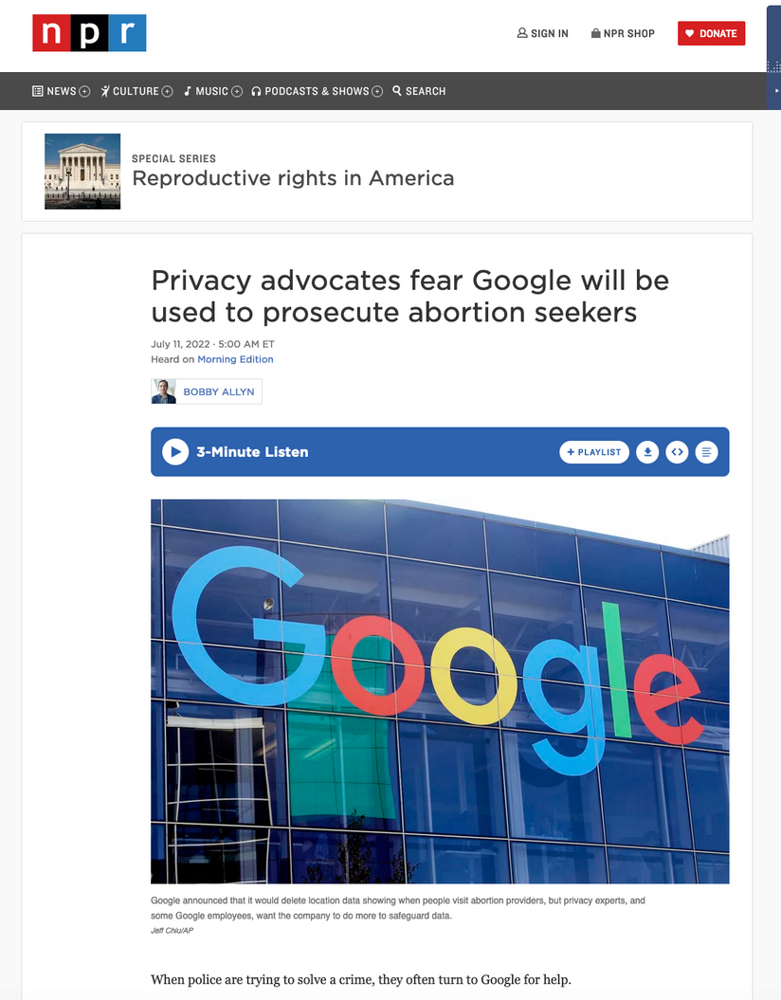 npr
SIGN IN
NPR SHOP
DONATE
NEWS
CULTURE
MUSIC
PODCASTS & SHOWS
SEARCH
SPECIAL SERIES
Reproductive rights in America
Privacy advocates fear Google will be
used to prosecute abortion seekers
July 11, 2022 · 5:00 AM ET
Heard on Morning Edition
BOBBY ALLYN
3-Minute Listen
+ PLAYLIST
Google
Google announced that it would delete location data showing when people visit abortion providers, but privacy experts, and
some Google employees, want the company to do more to safeguard data.
Jeff Chiu/AP
When police are trying to solve a crime, they often turn to Google for help.